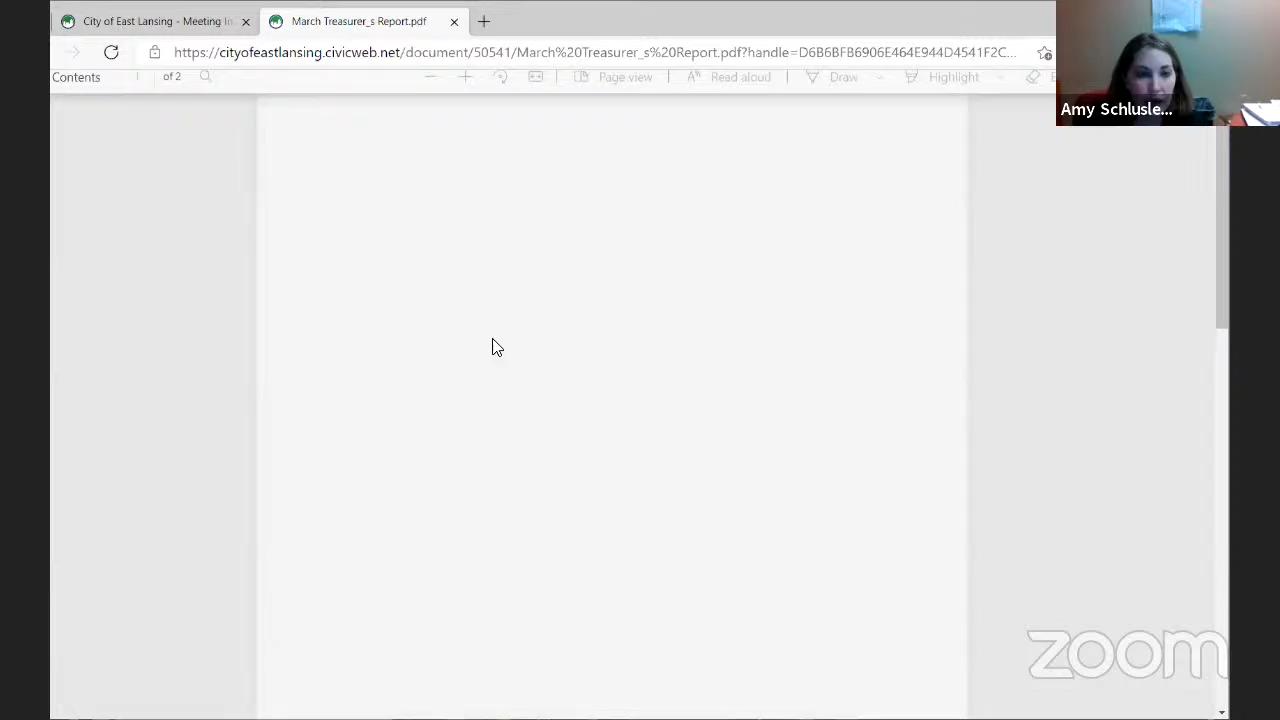 City of East Lansing - Meeting In
March Treasurer_s Report.pdf
https://cityofeastlansing.civicweb.net/document/50541/March%20Treasurer_s%20Report.pdf?handle=D6B6BFB6906E464E944D4541F2C...
Contents
of 2
Page view
Read aloud
Draw
Highlight
Amy Schlusle...
zoom